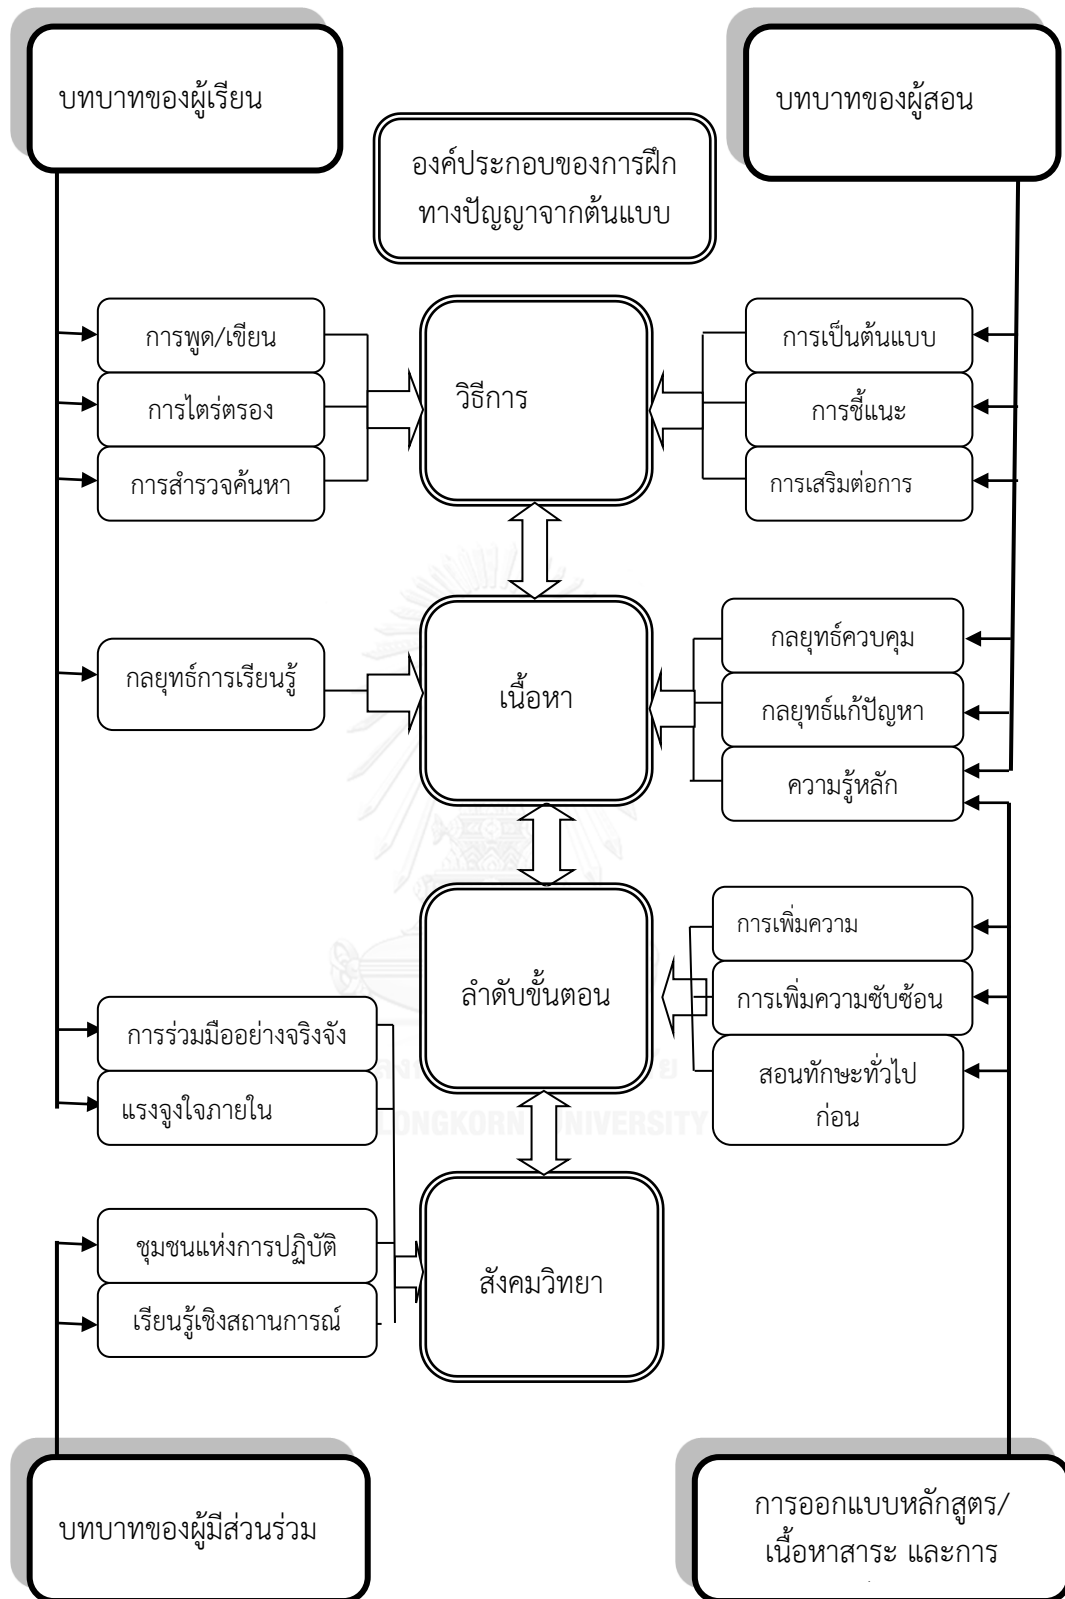 บทบาทของผู้เรียน
บทบาทของผู้สอน
องค์ประกอบของการฝึก
ทางปัญญาจากต้นแบบ
การพูด/เขียน
การไตร่ตรอง
การสำรวจค้นหา
วิธีการ
การเป็นต้นแบบ
การชี้แนะ
การเสริมต่อการ
กลยุทธ์การเรียนรู้
เนื้อหา
กลยุทธ์ควบคุม
กลยุทธ์แก้ปัญหา
ความรู้หลัก
ลำดับขั้นตอน
การเพิ่มความ
การเพิ่มความซับซ้อน
สอนทักษะทั่วไป
ก่อน
การร่วมมืออย่างจริงจัง
แรงจูงใจภายใน
LONGKORN UNIVERSITY
ชุมชนแห่งการปฏิบัติ
เรียนรู้เชิงสถานการณ์
สังคมวิทยา
บทบาทของผู้มีส่วนร่วม
การออกแบบหลักสูตร/
เนื้อหาสาระ และการ